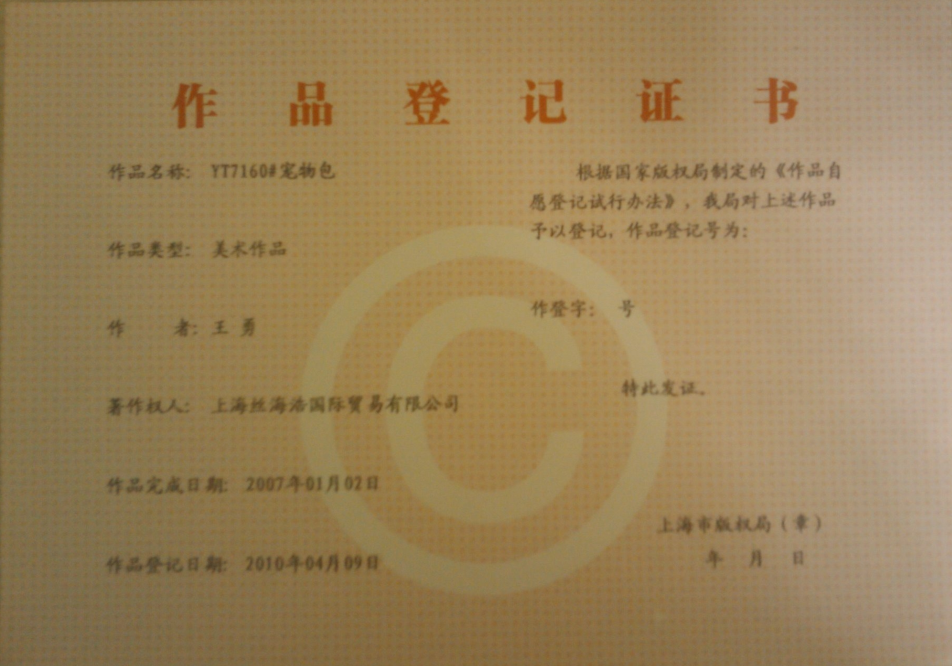 作品登记证书
作品名称： YT7160#宠物包
作品类型： 美术作品
作 者：王 勇
著作权人： 上海丝海浩国际贸易有限公司
作品完成日期： 2007年01月02日
作品登记日期： 2010年04月09日
根据国家版权局制定的《作品自
愿登记试行办法》，我局对上述作品
予以登记，作品登记号为：
作登字： 号
特此发证。
上海市版权局（章）
年 月 日